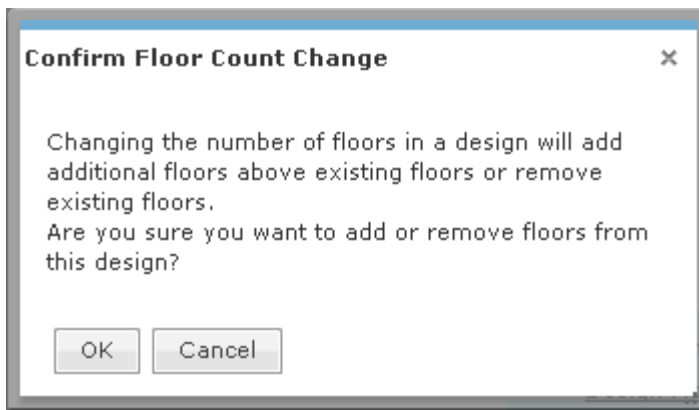 Confirm Floor Count Change
Changing the number of floors in a design will add
additional floors above existing floors or remove
existing floors.
Are you sure you want to add or remove floors from
this design?
OK
Cancel